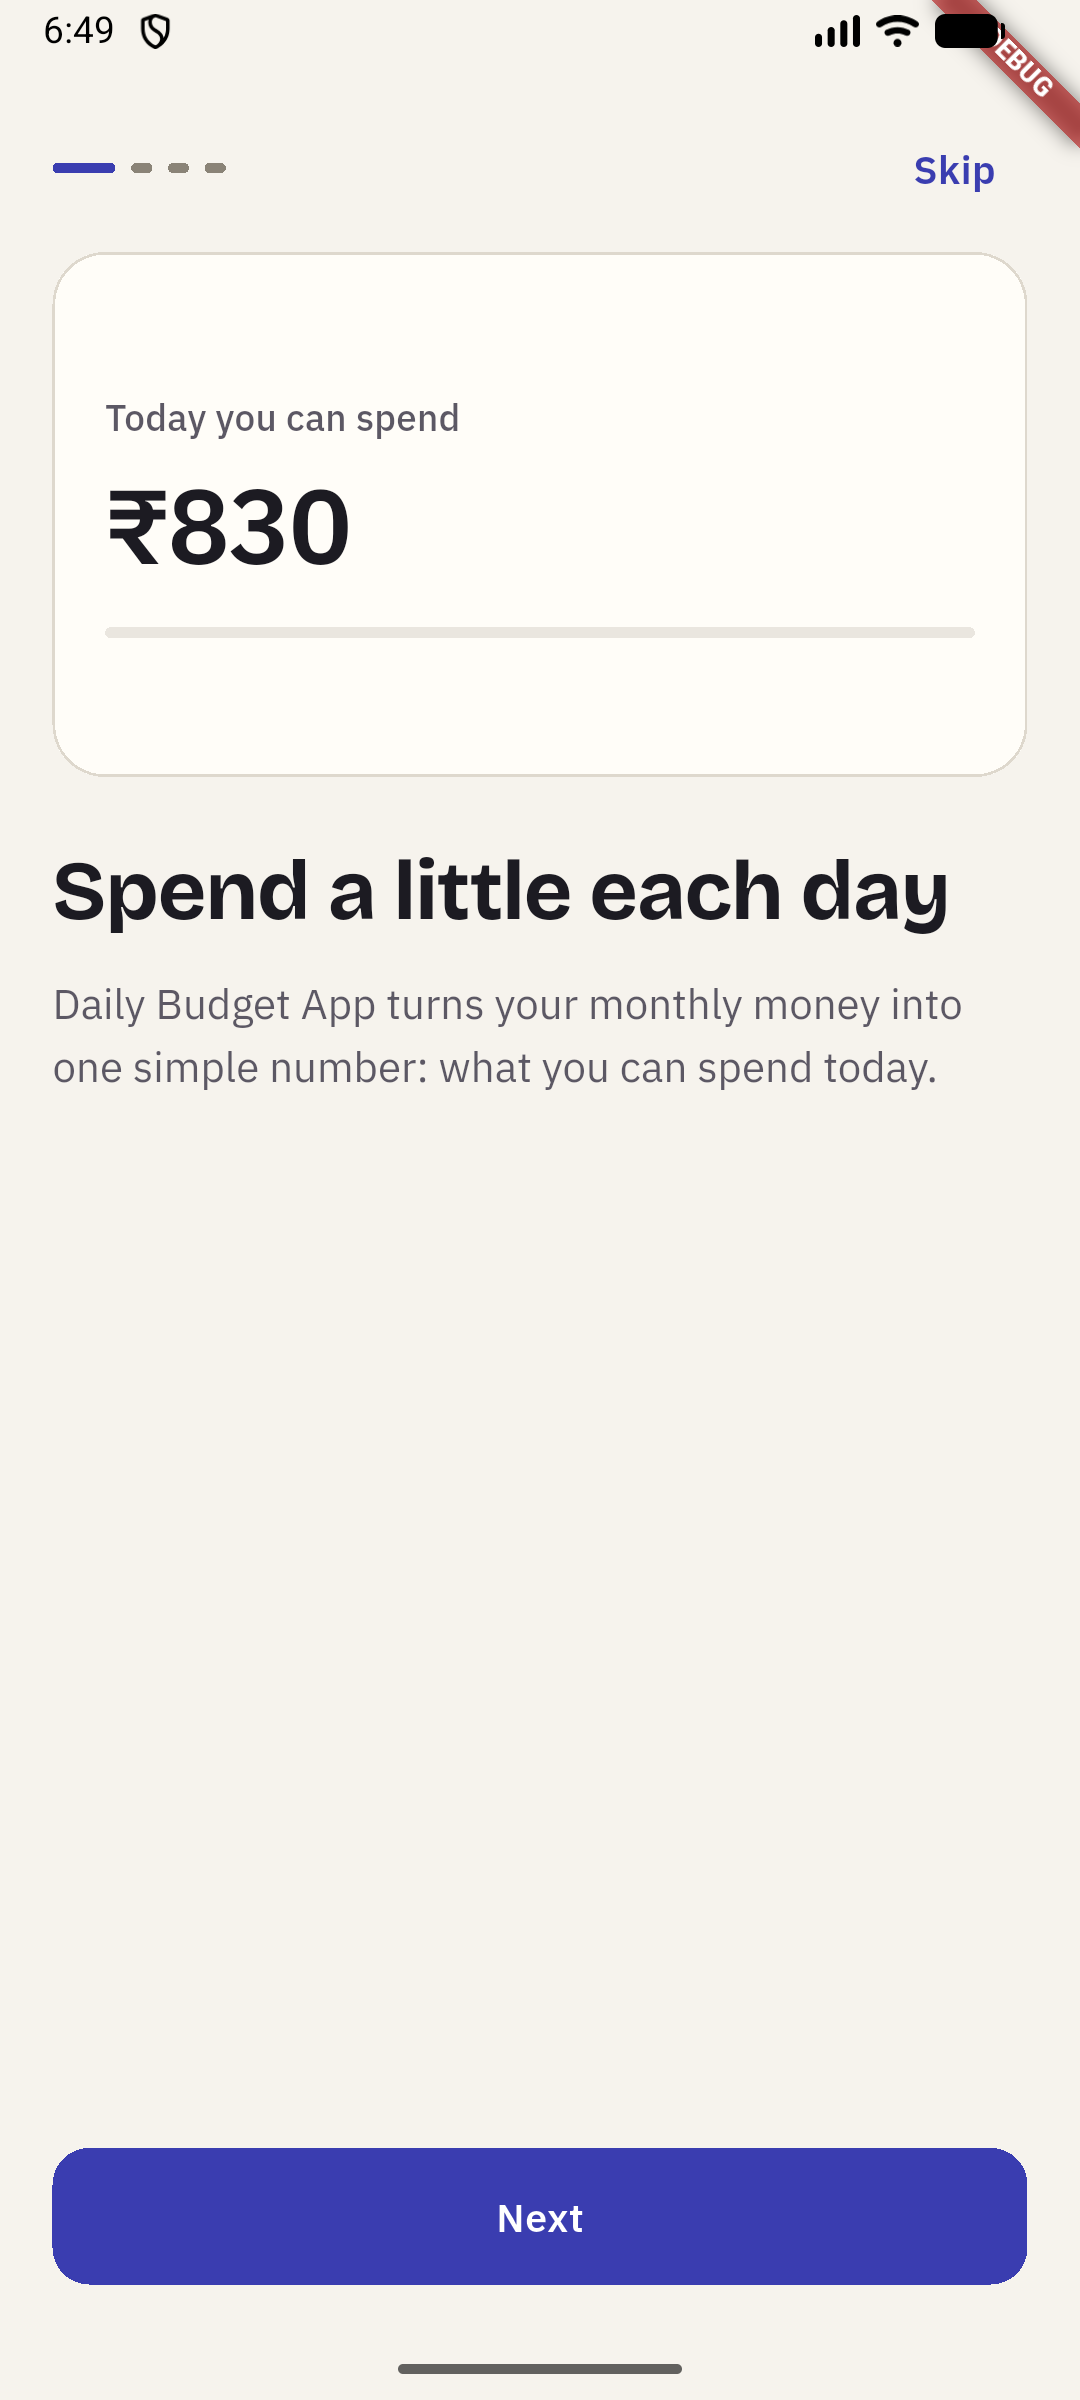 6:49
EBUG
Skip
Today you can spend
₹830
Spend a little each day
Daily Budget App turns your monthly money into
one simple number: what you can spend today.
Next